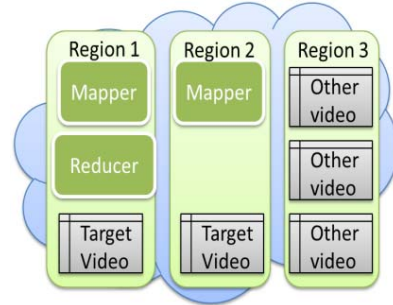 Region 1
Mapper
Reducer
Target
Video
Region 2
Mapper
Target
Video
Region 3
Other
video
Other
video
Other
video